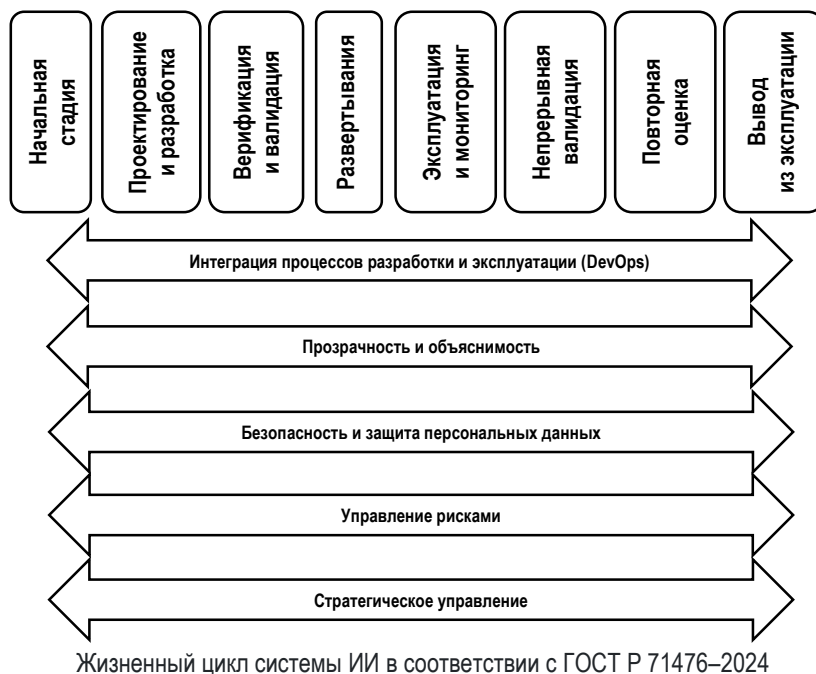 Начальная
стадия
Проектирование
и разработка
Верификация
и валидация
Развертывания
Эксплуатация
и мониторинг
Непрерывная
валидация
Повторная
оценка
Вывод
из эксплуатации
Интеграция процессов разработки и эксплуатации (DevOps)
Прозрачность и объяснимость
Безопасность и защита персональных данных
Управление рисками
Стратегическое управление
Жизненный цикл системы ИИ в соответствии с ГОСТ Р 71476–2024